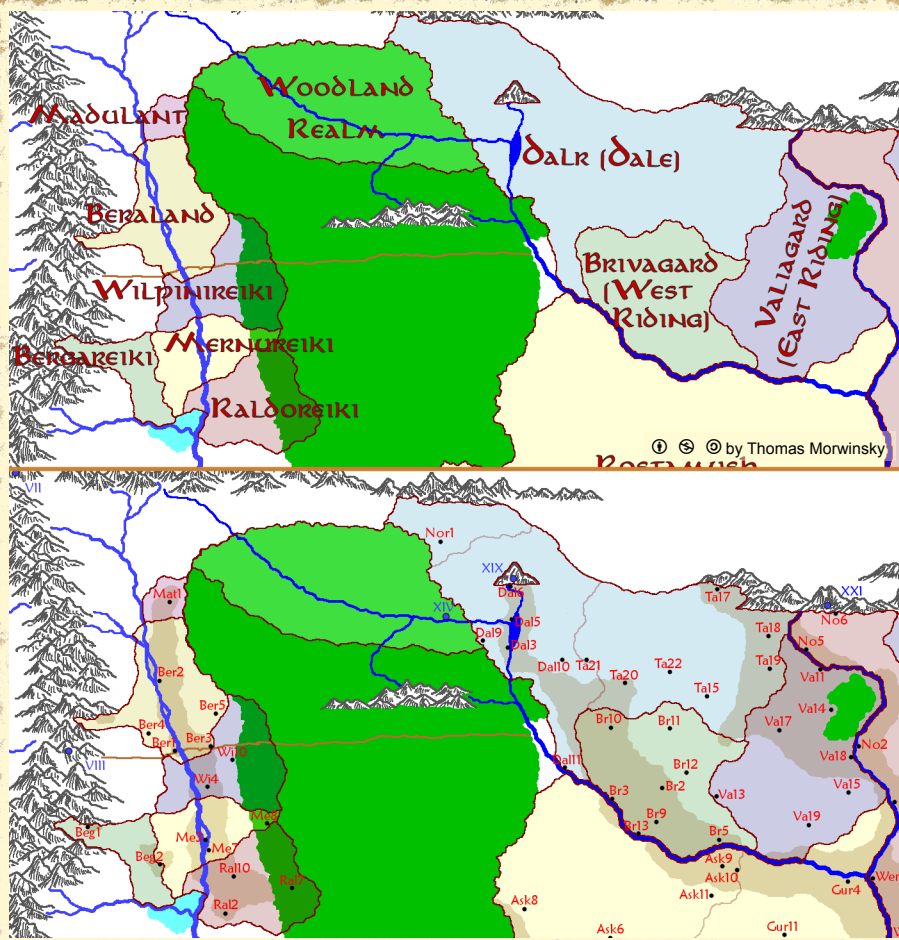 Woodland
Realm
Madulant
Dalr (Dale)
Beraland
Valiagard
(East Riding)
Brivagard
(West
Riding)
Wilpinireiki
Mernureiki
Bergareiki
Raldoreiki
by Thomas Morwinsky
VII
Nor1
XIX
Dal6
Ta17
XXI
Mat1
XIV
Dal5
No6
Dal9
Dal3
Ta18
No5
Ber2
Dal10
Ta21
Ta22
Ta19
Va11
Ta20
Ber5
Ta15
Va14
Ber4
Br10
Br11
Va17
Ber1
Ber3
No2
VIII
Wi10
Dal11
Va18
Br12
Wi4
Br3
Br2
Va13
Va15
Me8
Br9
Va19
Beg1
Br13
Br5
Me7
Beg2
Ask9
Ral10
Ask10
Ral7
Ask11
Gur4
Ral2
Ask8
Ask6
Gur11